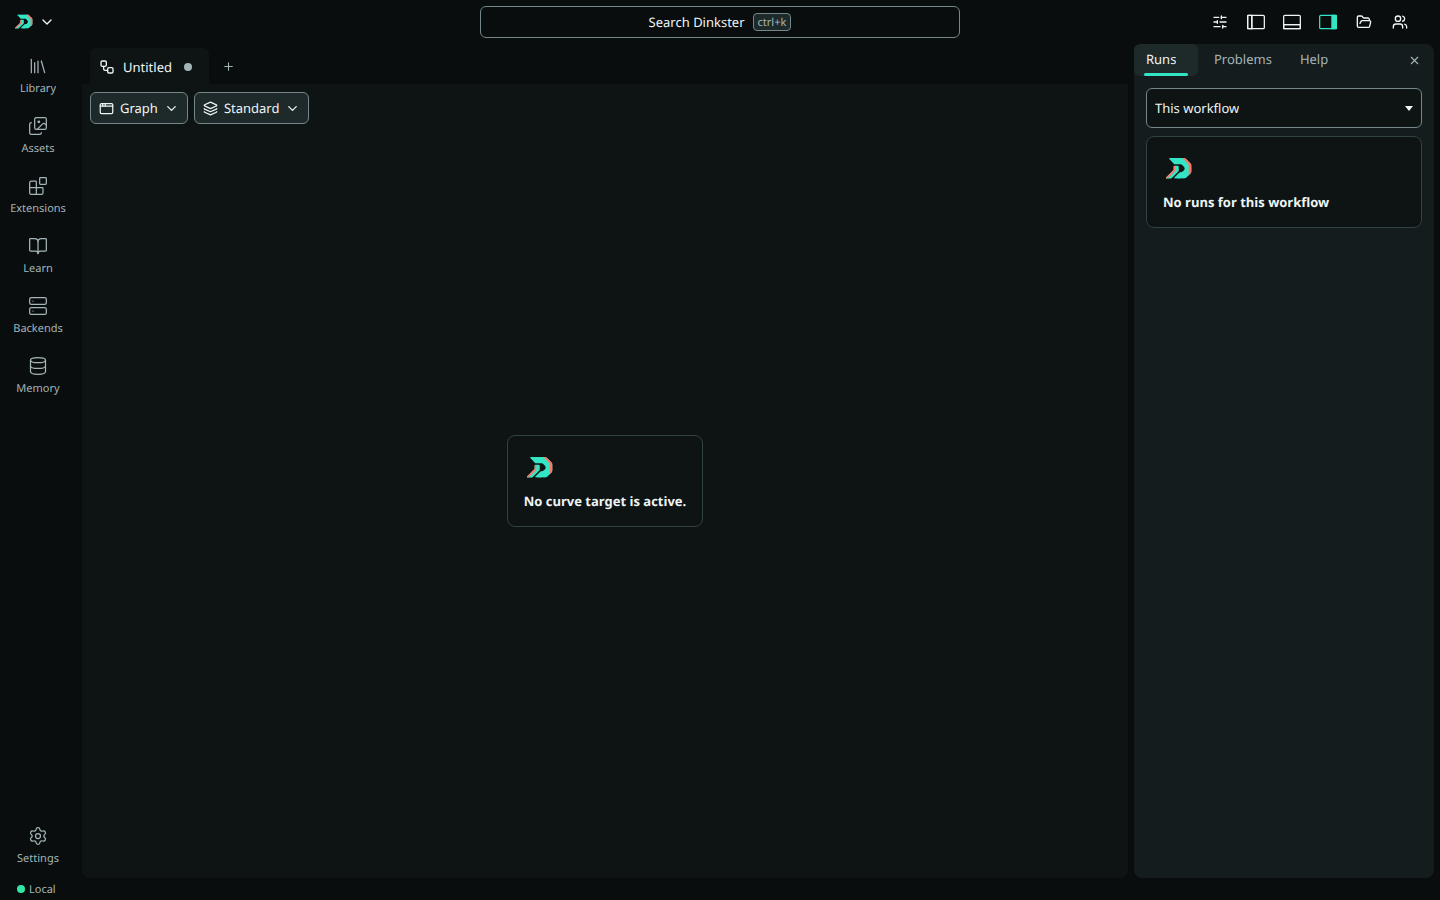 Search Dinkster ctrl+k
Library
Assets
Extensions
Learn
Backends
Memory
Settings
Local
Untitled
Graph
Standard
No curve target is active.
Runs
Problems
Help
This workflow
No runs for this workflow